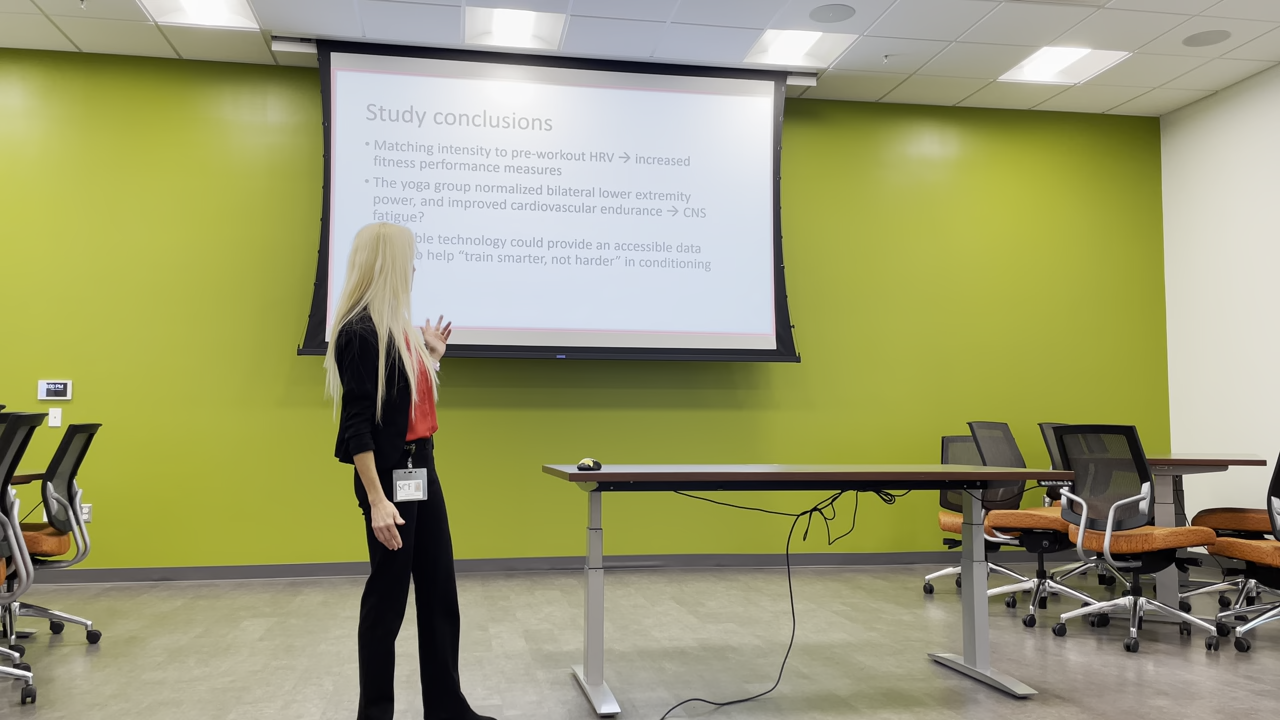 Study conclusions
• Matching intensity to pre-workout HRV → increased
fitness performance measures
• The yoga group normalized bilateral lower extremity
power, and improved cardiovascular endurance → CNS
fatigue?
ble technology could provide an accessible data
o help “train smarter, not harder” in conditioning
PM